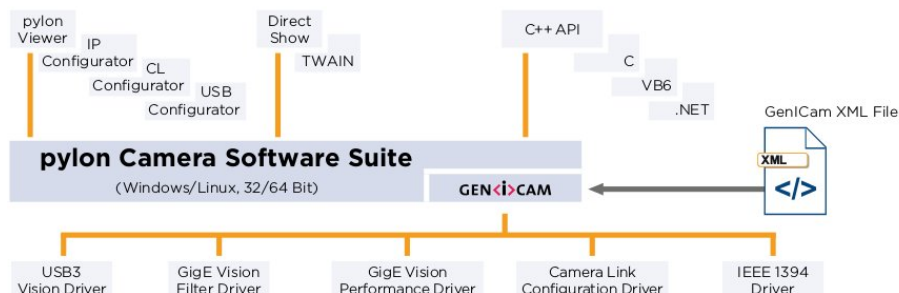 pylon
Viewer
IP
Configurator
CL
Configurator
USB
Configurator
Direct
Show
TWAIN
C++ API
C
VB6
.NET
GenICam XML File
XML
</>
pylon Camera Software Suite
(Windows/Linux, 32/64 Bit)
GEN<i>CAM
USB3
Vision Driver
GigE Vision
Filter Driver
GigE Vision
Performance Driver
Camera Link
Configuration Driver
IEEE 1394
Driver